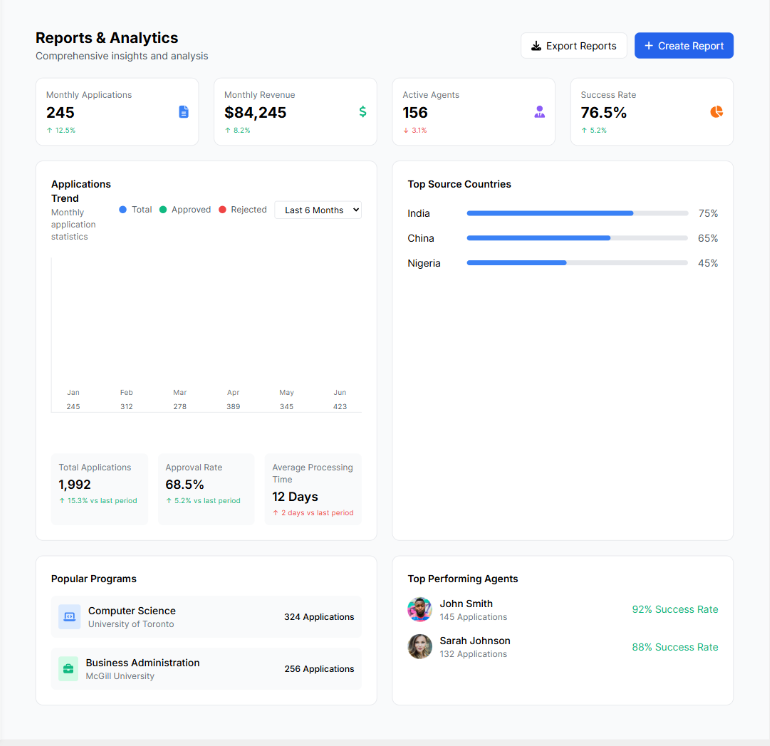 Reports & Analytics
Comprehensive insights and analysis
Export Reports
+ Create Report
Monthly Applications
245
↑ 12.5%
Monthly Revenue
$84,245
$
↑ 8.2%
Active Agents
156
↓ 3.1%
Success Rate
76.5%
↑ 5.2%
Applications
Trend
Monthly
application
statistics
Total
Approved
Rejected
Last 6 Months
Jan
Feb
Mar
Apr
May
Jun
245
312
278
389
345
423
Total Applications
1,992
↑ 15.3% vs last period
Approval Rate
68.5%
↑ 5.2% vs last period
Average Processing
Time
12 Days
↑ 2 days vs last period
Top Source Countries
India
75%
China
65%
Nigeria
45%
Popular Programs
Computer Science
University of Toronto
324 Applications
Business Administration
McGill University
256 Applications
Top Performing Agents
John Smith
145 Applications
92% Success Rate
Sarah Johnson
132 Applications
88% Success Rate